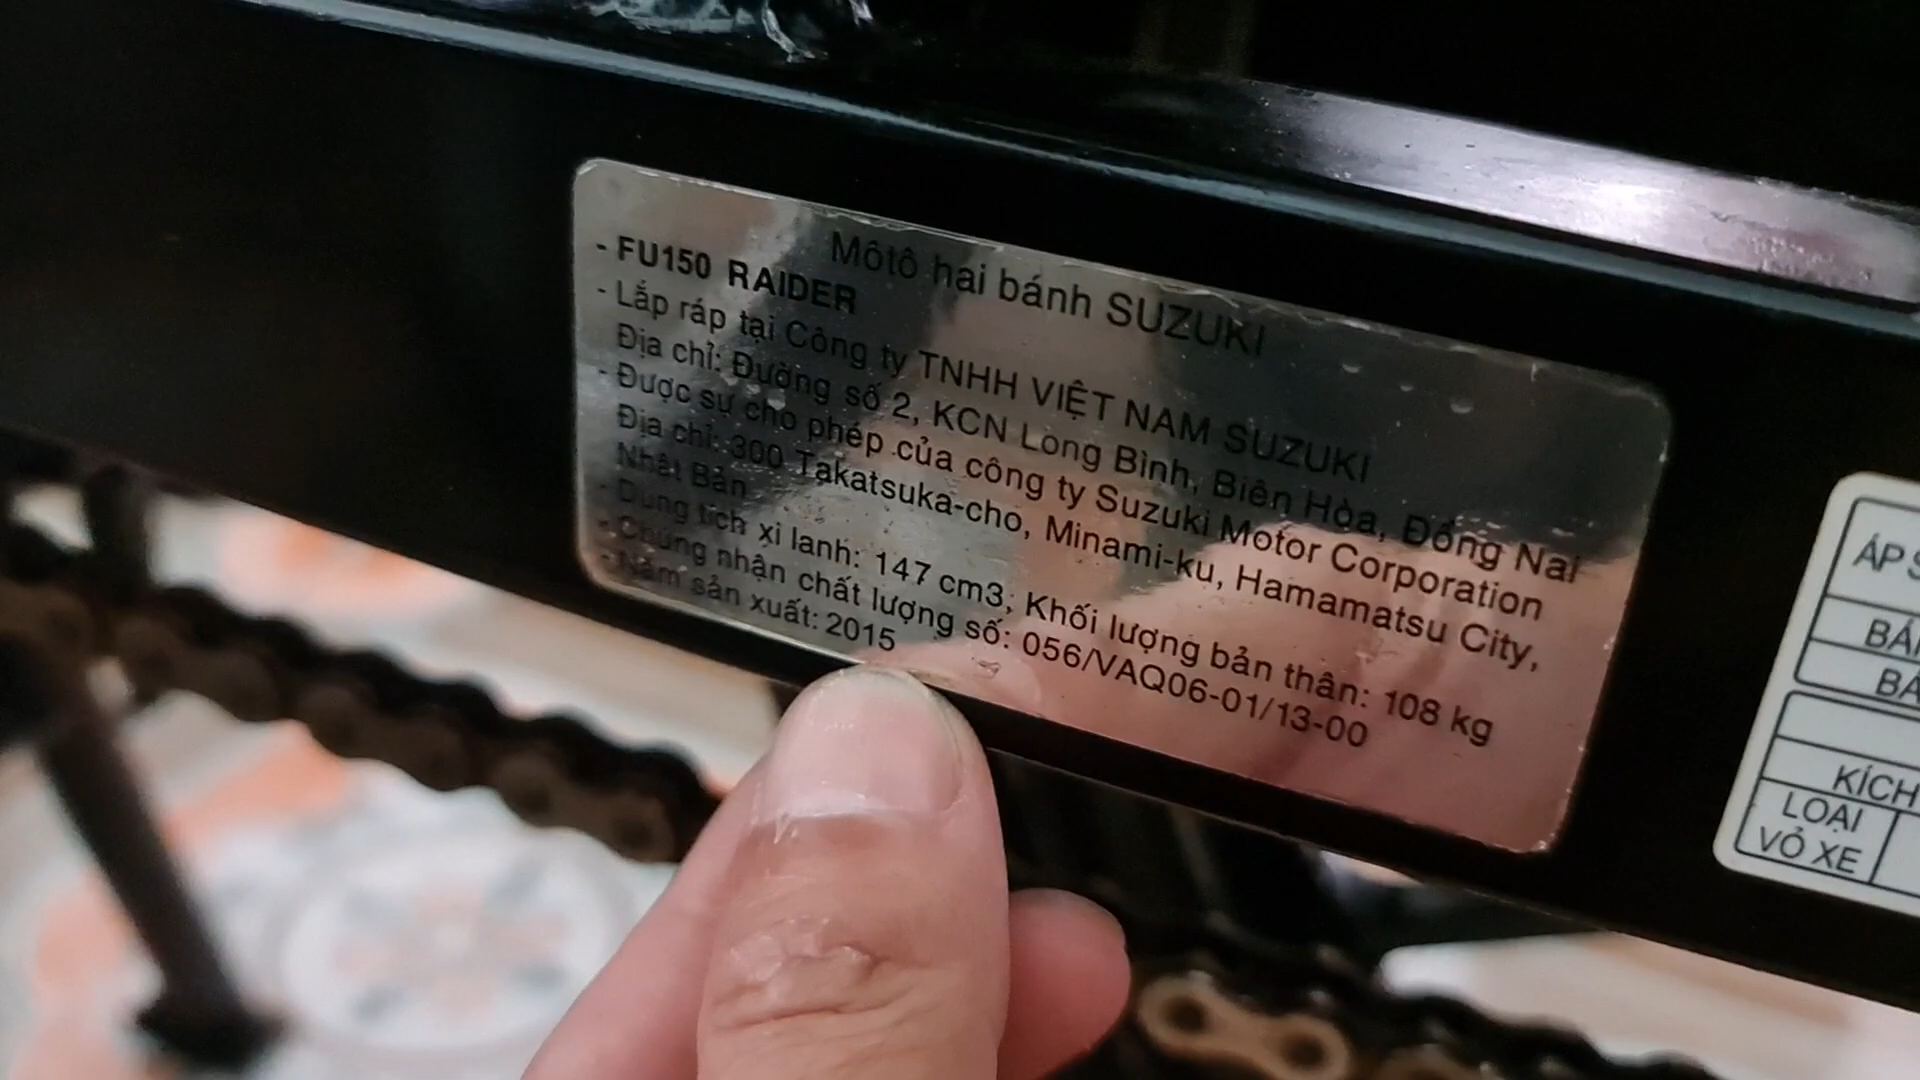 Môtô hai bánh SUZUKI
- FU150 RAIDER
- Lắp ráp tại Công ty TNHH VIỆT NAM SUZUKI
Địa chỉ: Đường số 2, KCN Long Bình, Biên Hòa, Đồng Nai
- Được sự cho phép của công ty Suzuki Motor Corporation
Địa chỉ: 300 Takatsuka-cho, Minami-ku, Hamamatsu City,
Nhật Bản
- Dung tích xi lanh: 147 cm3; Khối lượng bản thân: 108 kg
- Chứng nhận chất lượng số: 056/VAQ06-01/13-00
- Năm sản xuất: 2015
ÁP
KÍCH
LOẠI
VỎ XE